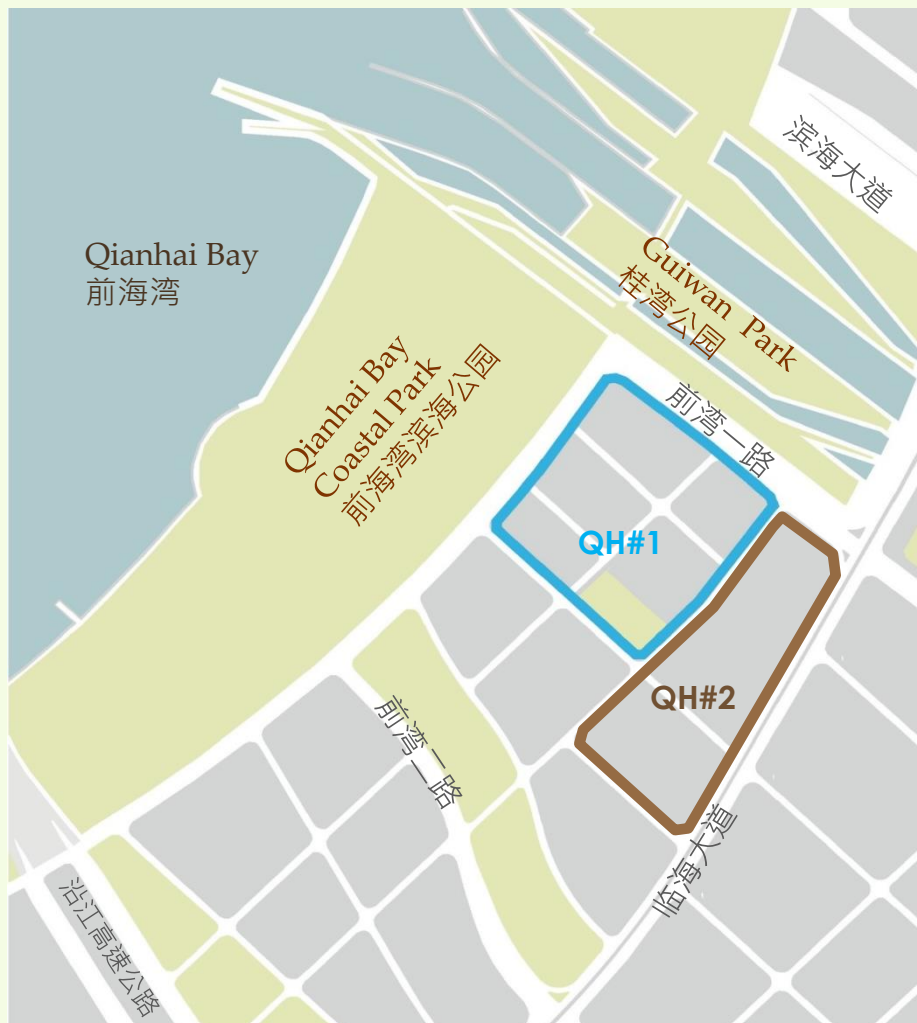 滨海大道
Qianhai Bay
前海湾
Guiwan Park
桂湾公园
Qianhai Bay
Coastal Park
前海湾滨海公园
前湾一路
QH#1
QH#2
前湾二路
临海大道
沿江高速公路